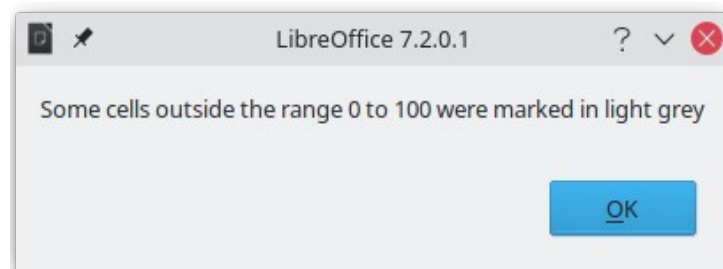 LibreOffice 7.2.0.1 ?
Some cells outside the range 0 to 100 were marked in light grey
OK